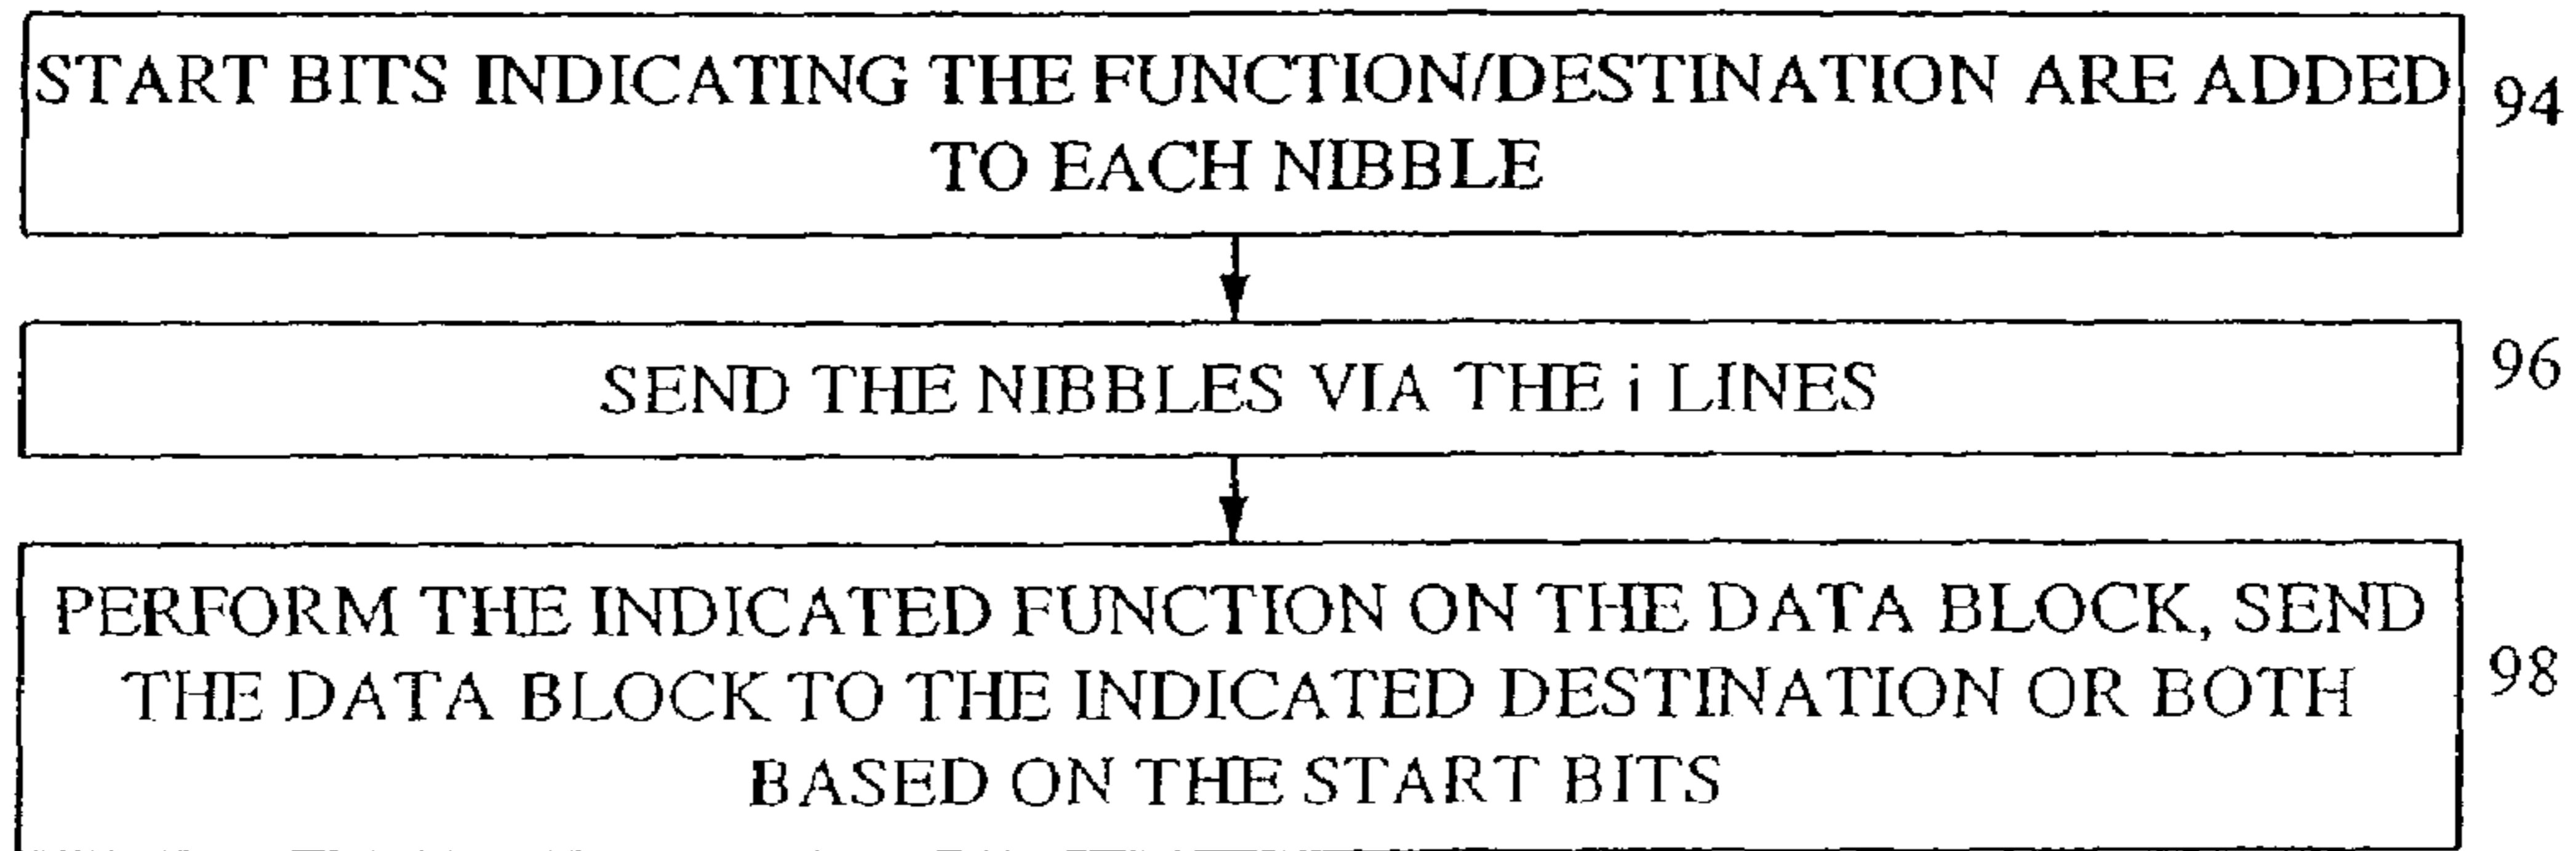 START BITS INDICATING THE FUNCTION/DESTINATION ARE ADDED
TO EACH NIBBLE
94
SEND THE NIBBLES VIA THE i LINES
96
PERFORM THE INDICATED FUNCTION ON THE DATA BLOCK, SEND
THE DATA BLOCK TO THE INDICATED DESTINATION OR BOTH
BASED ON THE START BITS
98